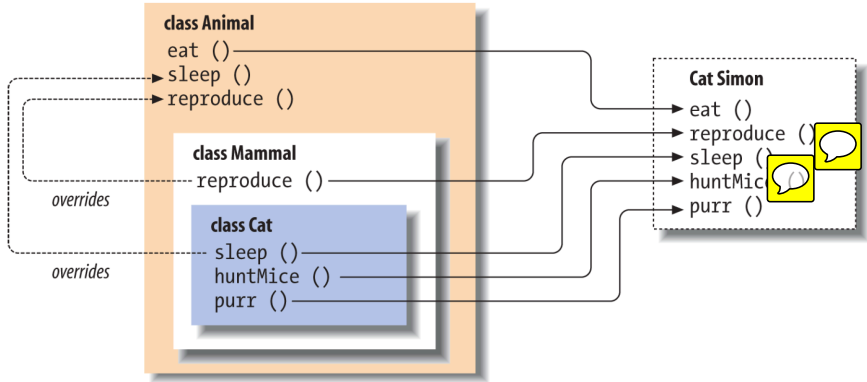 class Animal
eat ()
sleep ()
reproduce ()
class Mammal
reproduce ()
overrides
class Cat
sleep ()
huntMice ()
purr ()
overrides
Cat Simon
eat ()
reproduce ()
sleep ()
huntMice ()
purr ()